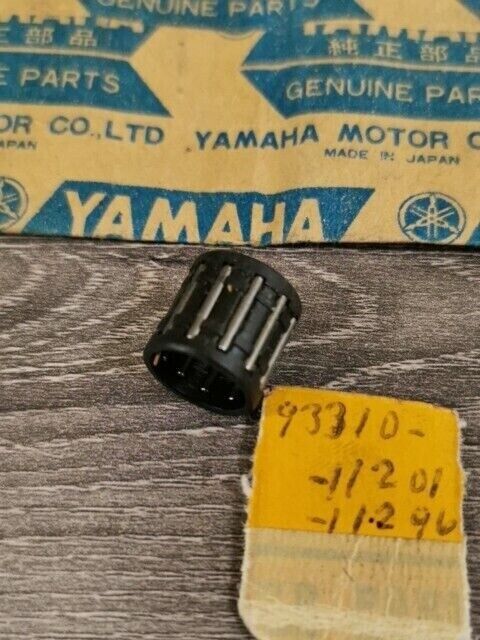 GENUINE PARTS
純正部品
GENUINE PARTS
YAMAHA MOTOR C
MADE IN JAPAN
OR CO.,LTD
JAPAN
YAMAHA
93310-
-11201
-11296